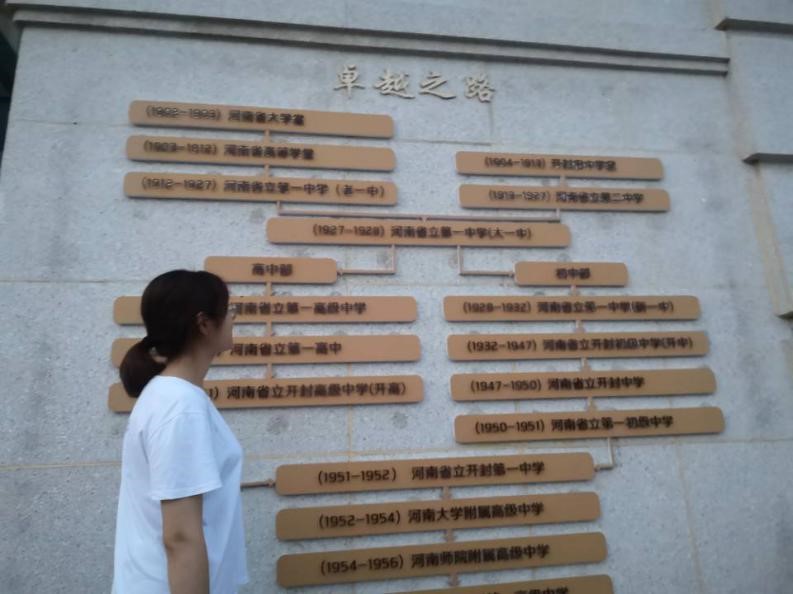 卓越之路
(1902-1903) 河南省大学堂
(1903-1912) 河南省高等学堂
(1904-1913) 开封府中学堂
(1912-1927) 河南省立第一中学 (老一中)
(1913-1927) 河南省立第二中学
(1927-1928) 河南省立第一中学(大一中)
高中部
初中部
河南省立第一高级中学
(1928-1932) 河南省立第一中学(新一中)
河南省立第一高中
(1932-1947) 河南省立开封初级中学(开中)
1) 河南省立开封高级中学(开高)
(1947-1950) 河南省立开封中学
(1950-1951) 河南省立第一初级中学
(1951-1952) 河南省立开封第一中学
(1952-1954) 河南大学附属高级中学
(1954-1956) 河南师院附属高级中学